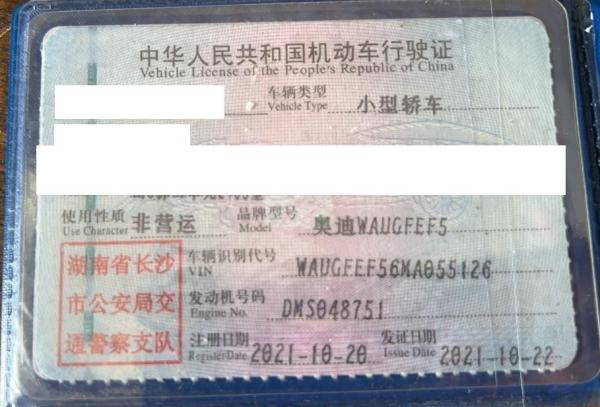 中华人民共和国机动车行驶证
Vehicle License of the People's Republic of China
车辆类型
Vehicle Type
小型轿车
使用性质
Use Character
非营运
品牌型号
Model
奥迪WAUGFEF5
湖南省长沙
市公安局交
通警察支队
车辆识别代号
VIN
WAUGFEF56MA055126
发动机号码
Engine No.
DMS048751
注册日期
Register Date
2021-10-20
发证日期
Issue Date
2021-10-22